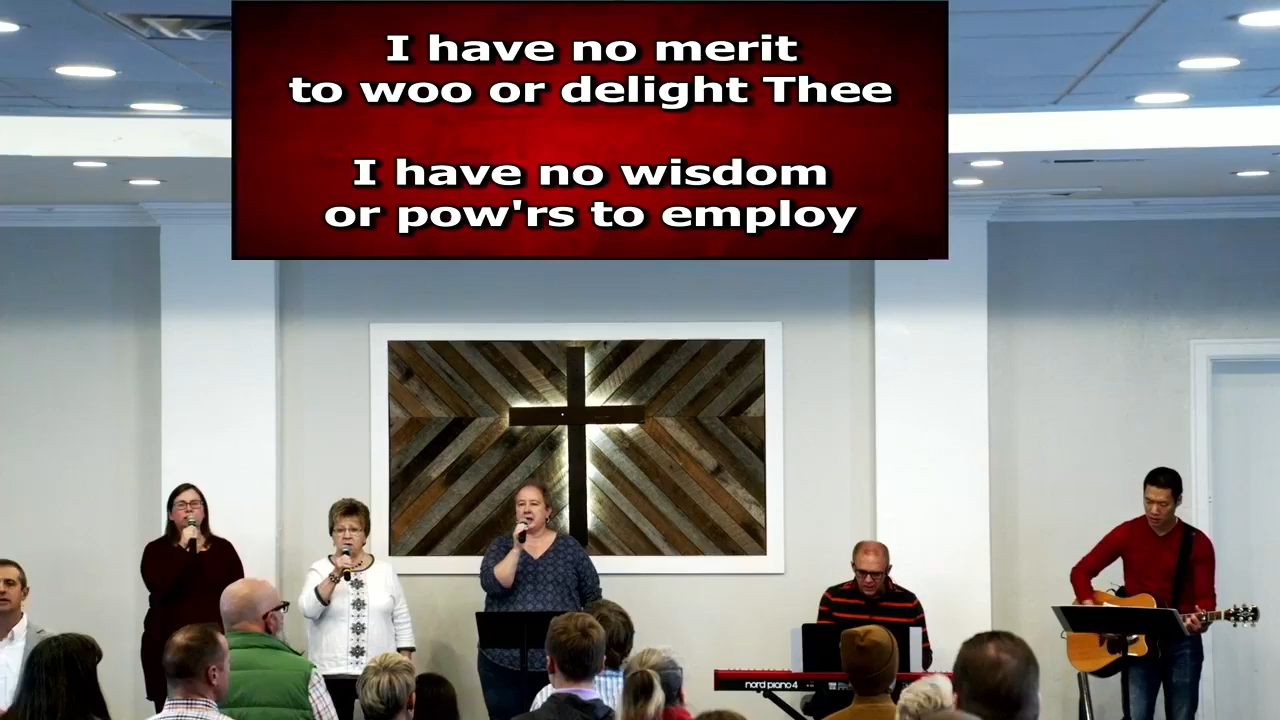 I have no merit
to woo or delight Thee
I have no wisdom
or pow'rs to employ
nord piano 4